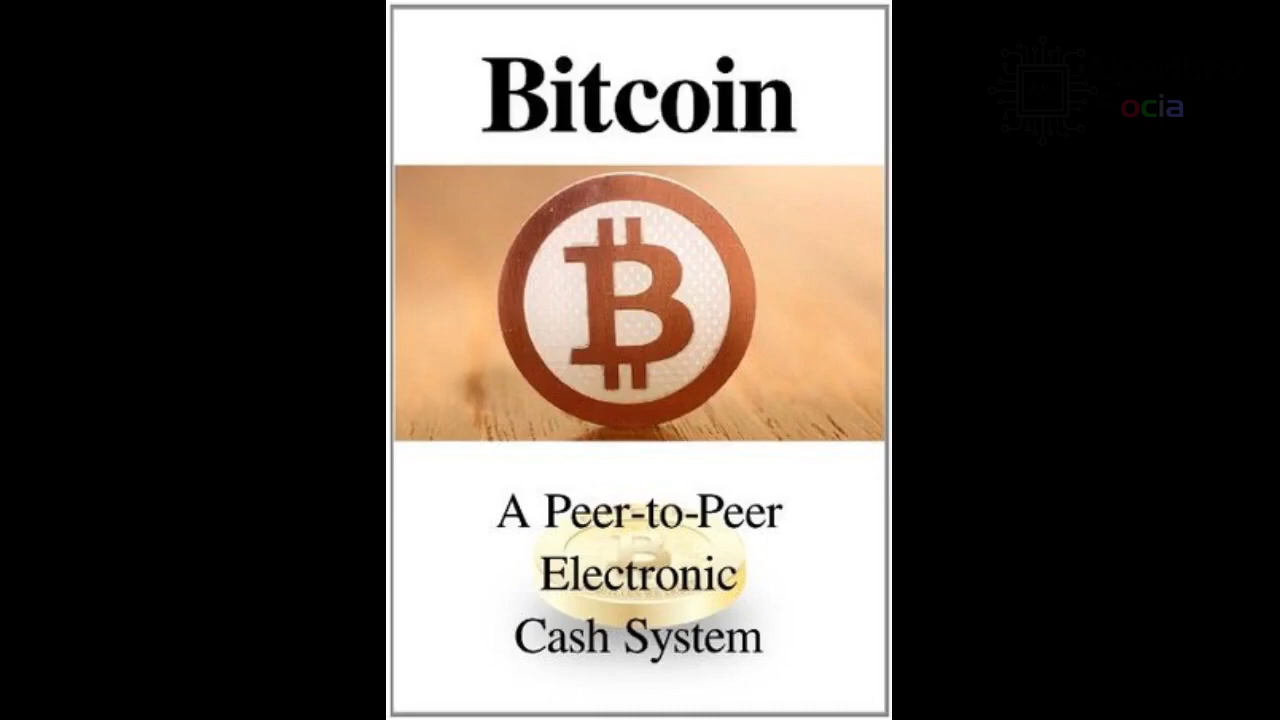 Bitcoin
A Peer-to-Peer
Electronic
Cash System
ocia